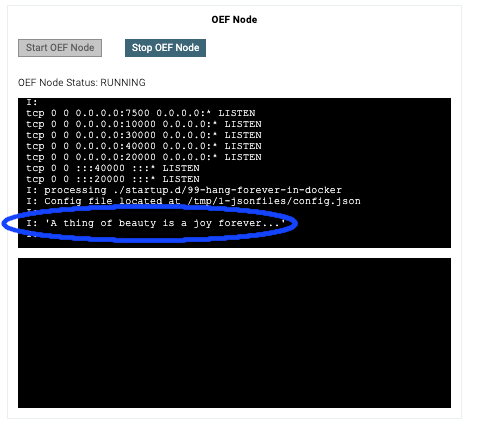 OEF Node
Start OEF Node Stop OEF Node
OEF Node Status: RUNNING
I:
tcp 0 0 0.0.0.0:7500 0.0.0.0:* LISTEN
tcp 0 0 0.0.0.0:10000 0.0.0.0:* LISTEN
tcp 0 0 0.0.0.0:30000 0.0.0.0:* LISTEN
tcp 0 0 0.0.0.0:40000 0.0.0.0:* LISTEN
tcp 0 0 0.0.0.0:20000 0.0.0.0:* LISTEN
tcp 0 0 :::40000 :::* LISTEN
tcp 0 0 :::20000 :::* LISTEN
I: processing ./startup.d/99-hang-forever-in-docker
I: Config file located at /tmp/1-jsonfiles/config.json
I:
I: 'A thing of beauty is a joy forever...'
I: